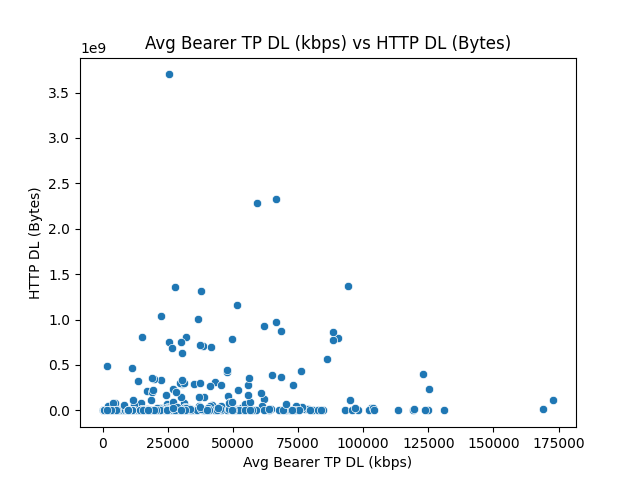 Avg Bearer TP DL (kbps) vs HTTP DL (Bytes)
1e9
3.5
3.0
2.5
2.0
1.5
1.0
0.5
0.0
HTTP DL (Bytes)
0 25000 50000 75000 100000 125000 150000 175000
Avg Bearer TP DL (kbps)